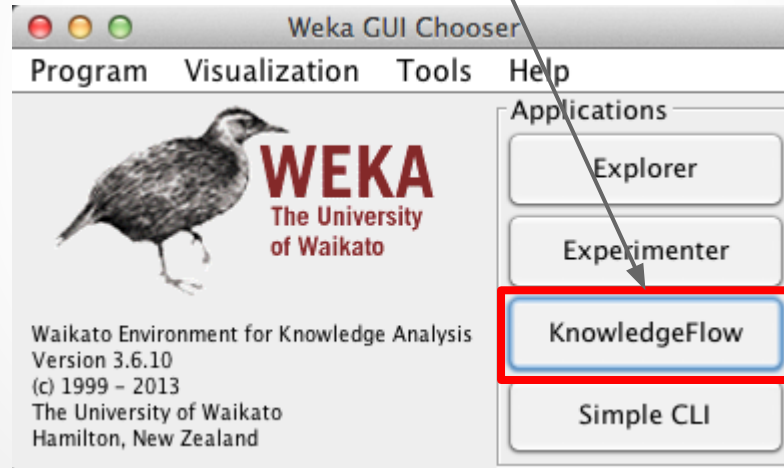 Weka GUI Chooser
Program Visualization Tools Help
Applications
Explorer
Experimenter
KnowledgeFlow
Simple CLI
WEKA
The University
of Waikato
Waikato Environment for Knowledge Analysis
Version 3.6.10
(c) 1999 – 2013
The University of Waikato
Hamilton, New Zealand